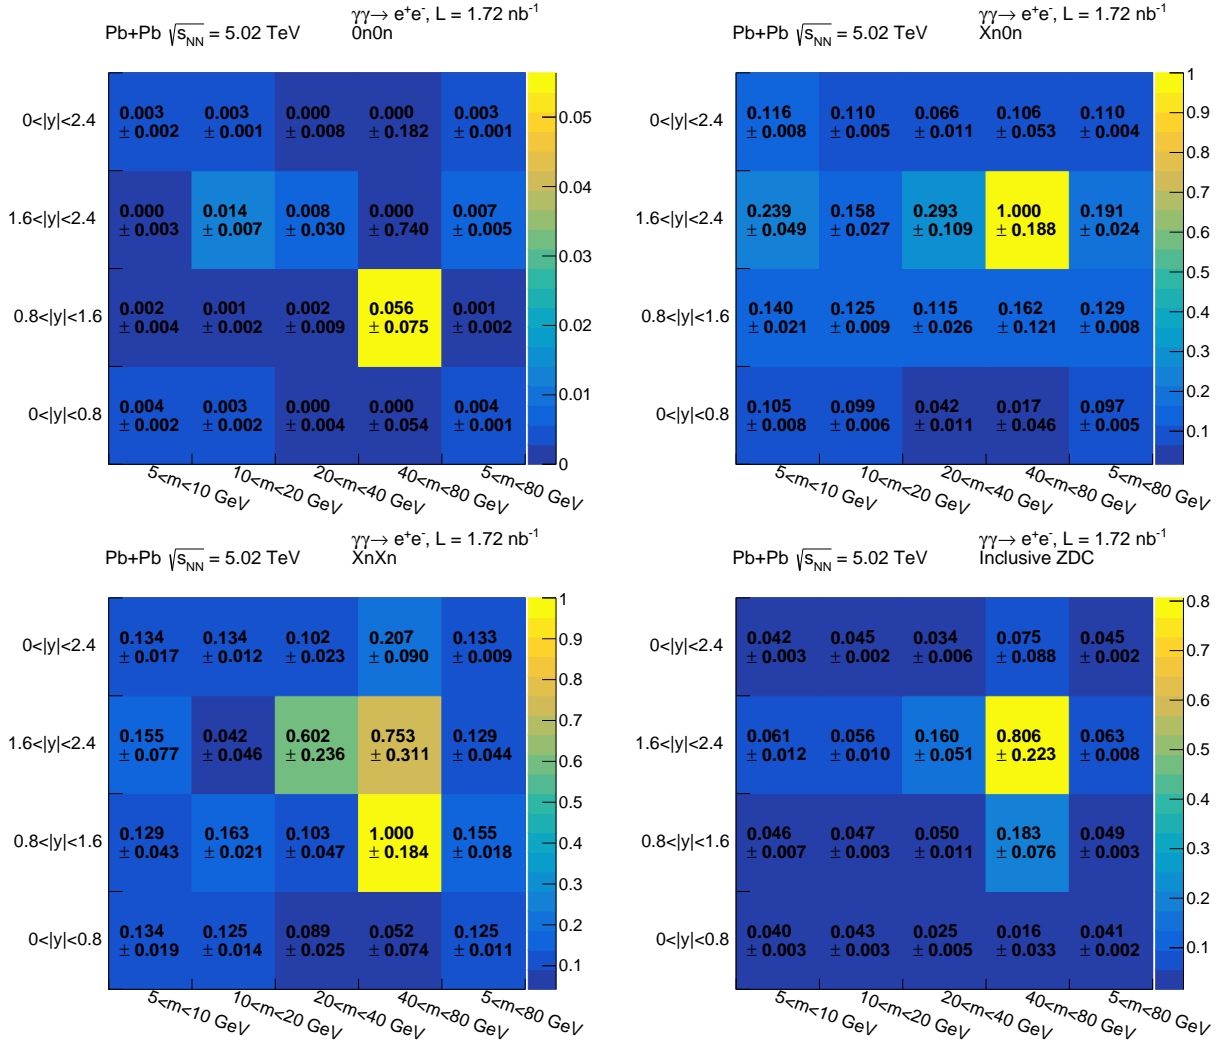 γγ→ e⁺e⁻, L = 1.72 nb⁻¹
Pb+Pb √s_NN = 5.02 TeV 0n0n
0<|y|<2.4 0.003 0.003 0.000 0.000 0.003
± 0.002 ± 0.001 ± 0.008 ± 0.182 ± 0.001
1.6<|y|<2.4 0.000 0.014 0.008 0.000 0.007
± 0.003 ± 0.007 ± 0.030 ± 0.740 ± 0.005
0.8<|y|<1.6 0.002 0.001 0.002 0.056 0.001
± 0.004 ± 0.002 ± 0.009 ± 0.075 ± 0.002
0<|y|<0.8 0.004 0.003 0.000 0.000 0.004
± 0.002 ± 0.002 ± 0.004 ± 0.054 ± 0.001
5<m<10 GeV 10<m<20 GeV 20<m<40 GeV 40<m<80 GeV 5<m<80 GeV
0.05
0.04
0.03
0.02
0.01
0
γγ→ e⁺e⁻, L = 1.72 nb⁻¹
Pb+Pb √s_NN = 5.02 TeV Xn0n
0<|y|<2.4 0.116 0.110 0.066 0.106 0.110
± 0.008 ± 0.005 ± 0.011 ± 0.053 ± 0.004
1.6<|y|<2.4 0.239 0.158 0.293 1.000 0.191
± 0.049 ± 0.027 ± 0.109 ± 0.188 ± 0.024
0.8<|y|<1.6 0.140 0.125 0.115 0.162 0.129
± 0.021 ± 0.009 ± 0.026 ± 0.121 ± 0.008
0<|y|<0.8 0.105 0.099 0.042 0.017 0.097
± 0.008 ± 0.006 ± 0.011 ± 0.046 ± 0.005
5<m<10 GeV 10<m<20 GeV 20<m<40 GeV 40<m<80 GeV 5<m<80 GeV
1
0.9
0.8
0.7
0.6
0.5
0.4
0.3
0.2
0.1
γγ→ e⁺e⁻, L = 1.72 nb⁻¹
Pb+Pb √s_NN = 5.02 TeV XnXn
0<|y|<2.4 0.134 0.134 0.102 0.207 0.133
± 0.017 ± 0.012 ± 0.023 ± 0.090 ± 0.009
1.6<|y|<2.4 0.155 0.042 0.602 0.753 0.129
± 0.077 ± 0.046 ± 0.236 ± 0.311 ± 0.044
0.8<|y|<1.6 0.129 0.163 0.103 1.000 0.155
± 0.043 ± 0.021 ± 0.047 ± 0.184 ± 0.018
0<|y|<0.8 0.134 0.125 0.089 0.052 0.125
± 0.019 ± 0.014 ± 0.025 ± 0.074 ± 0.011
5<m<10 GeV 10<m<20 GeV 20<m<40 GeV 40<m<80 GeV 5<m<80 GeV
1
0.9
0.8
0.7
0.6
0.5
0.4
0.3
0.2
0.1
γγ→ e⁺e⁻, L = 1.72 nb⁻¹
Pb+Pb √s_NN = 5.02 TeV Inclusive ZDC
0<|y|<2.4 0.042 0.045 0.034 0.075 0.045
± 0.003 ± 0.002 ± 0.006 ± 0.088 ± 0.002
1.6<|y|<2.4 0.061 0.056 0.160 0.806 0.063
± 0.012 ± 0.010 ± 0.051 ± 0.223 ± 0.008
0.8<|y|<1.6 0.046 0.047 0.050 0.183 0.049
± 0.007 ± 0.003 ± 0.011 ± 0.076 ± 0.003
0<|y|<0.8 0.040 0.043 0.025 0.016 0.041
± 0.003 ± 0.003 ± 0.005 ± 0.033 ± 0.002
5<m<10 GeV 10<m<20 GeV 20<m<40 GeV 40<m<80 GeV 5<m<80 GeV
0.8
0.7
0.6
0.5
0.4
0.3
0.2
0.1